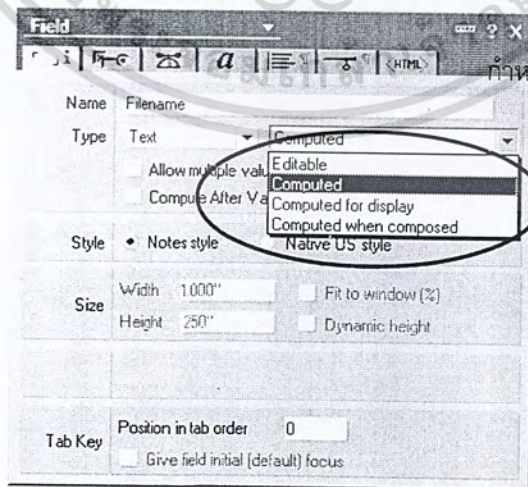 Field
a <HTML>
กำห
Name Filename
Type Text Computed
Editable
Allow multiple valu
Computed
Compute After Va
Computed for display
Computed when composed
Style Notes style Native US style
Size
Width 1.000" Fit to window (%)
Height .250" Dynamic height
Tab Key
Position in tab order 0
Give field initial (default) focus